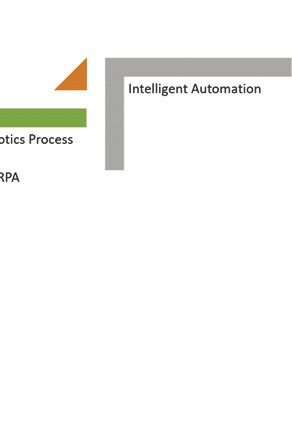 Intelligent Automation
otics Process
RPA